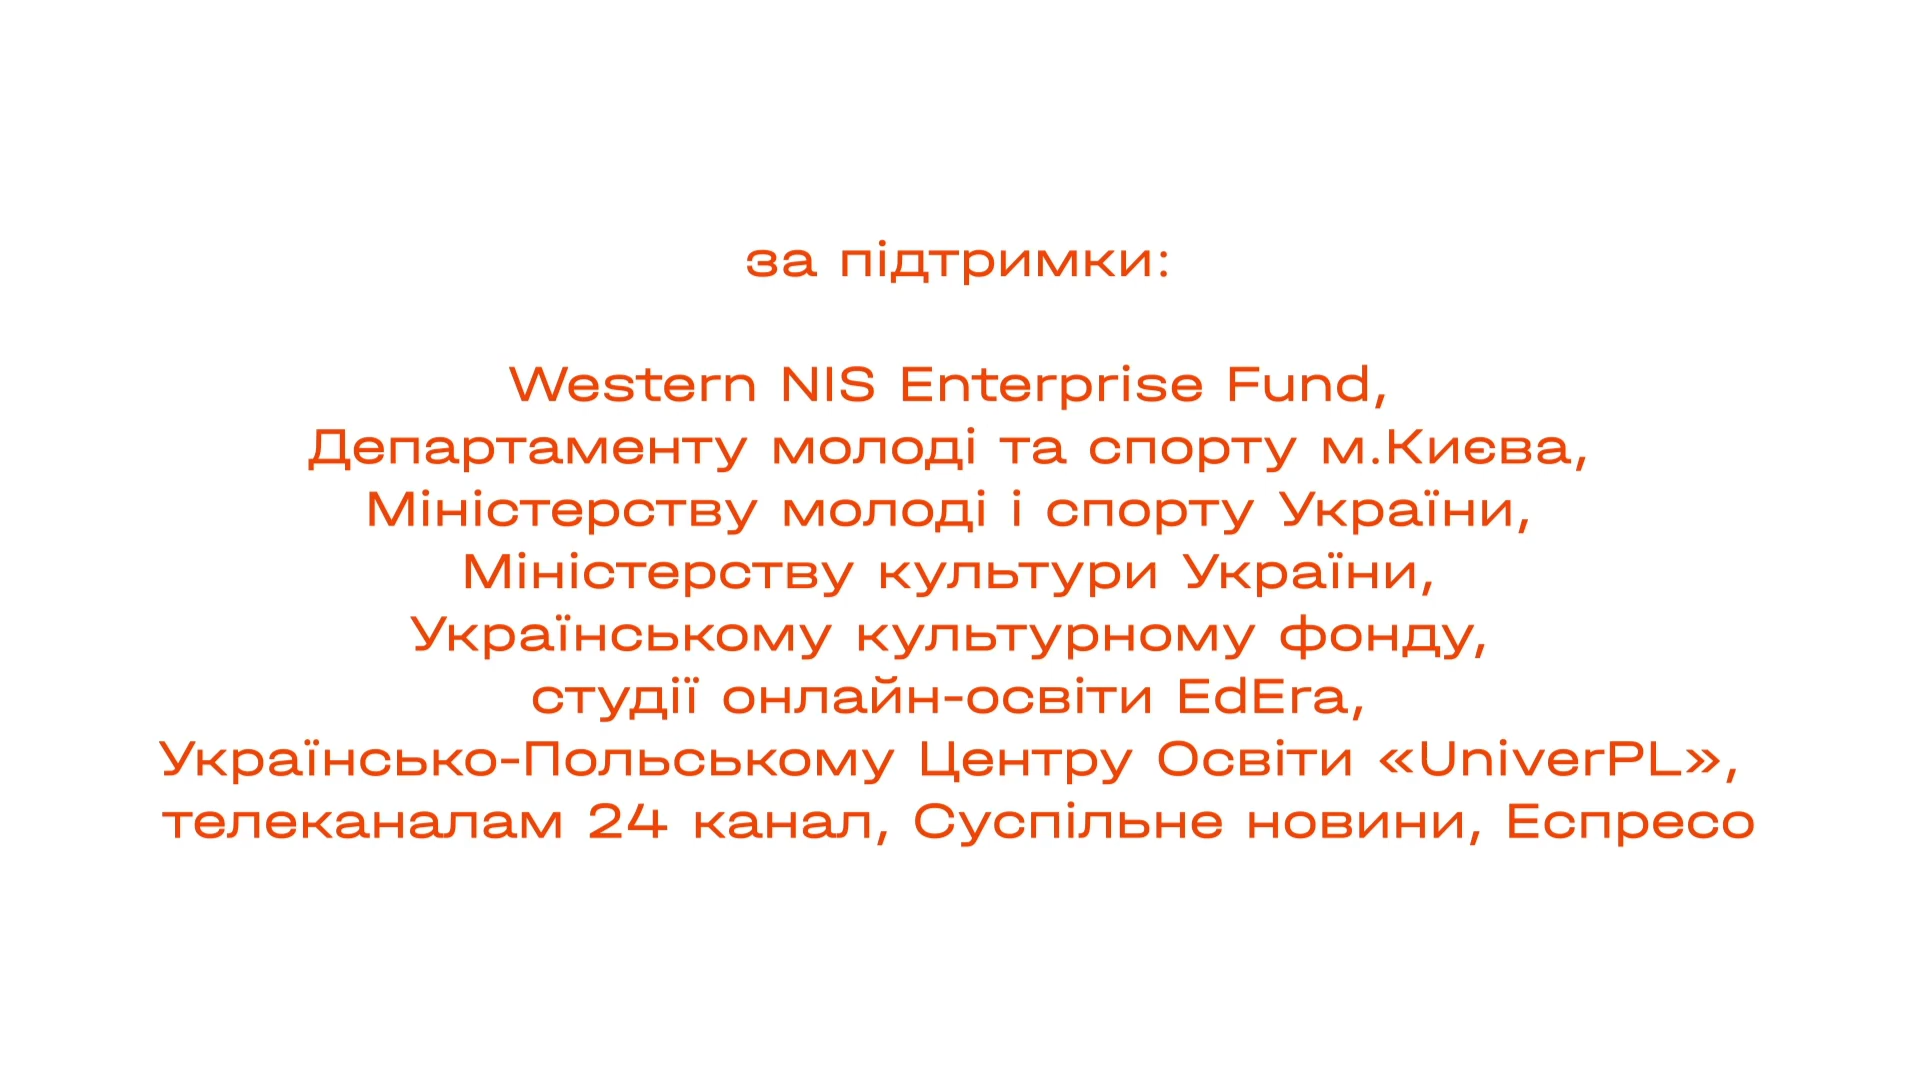 за підтримки:
Western NIS Enterprise Fund,
Департаменту молоді та спорту м.Києва,
Міністерству молоді і спорту України,
Міністерству культури України,
Українському культурному фонду,
студії онлайн-освіти EdEra,
Українсько-Польському Центру Освіти «UniverPL»,
телеканалам 24 канал, Суспільне новини, Еспресо